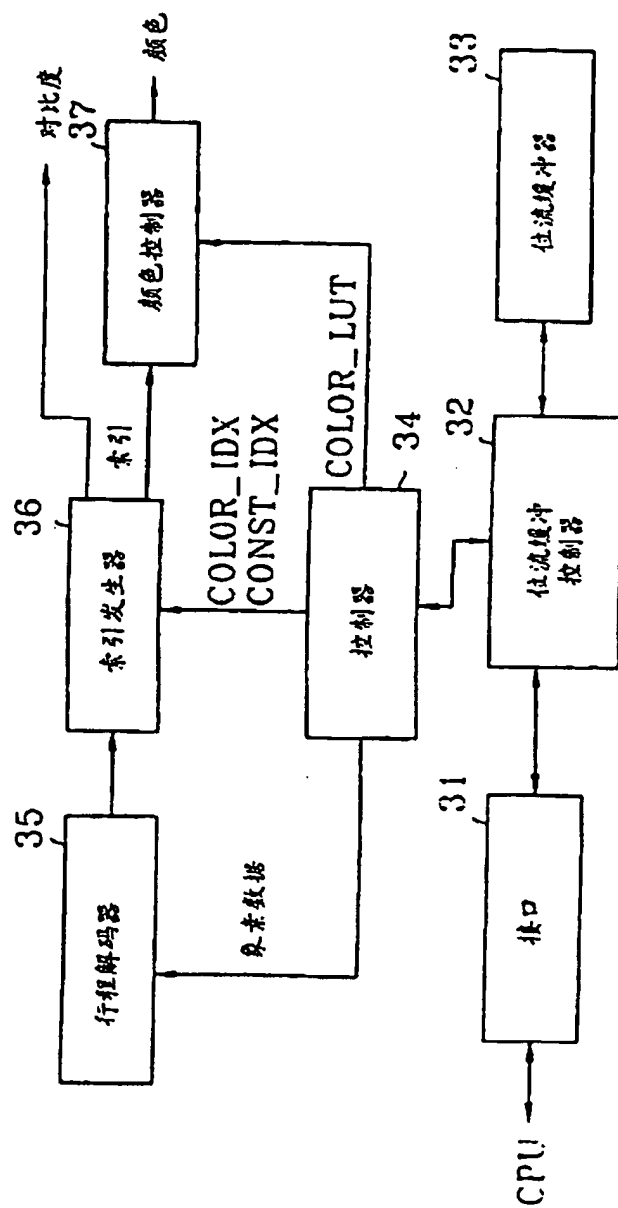 对比度
颜色
37
颜色控制器
索引
36
索引发生器
35
行程解码器
COLOR_IDX
CONST_IDX
COLOR_LUT
象素数据
34
控制器
33
位流缓冲器
32
位流缓冲
控制器
31
接口
CPU